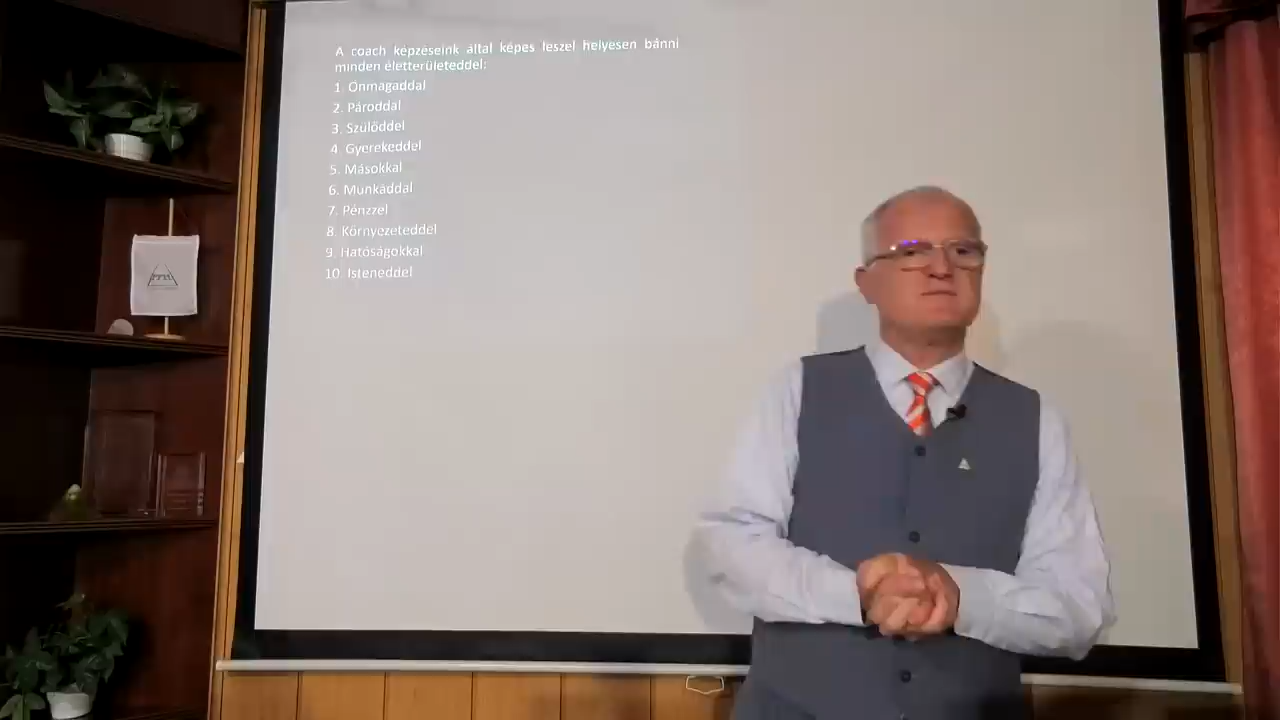 A coach képzéseink által képes leszel helyesen bánni
minden életterületeddel:
1. Önmagaddal
2. Pároddal
3. Szülőddel
4. Gyerekeddel
5. Másokkal
6. Munkáddal
7. Pénzzel
8. Környezeteddel
9. Hatóságokkal
10. Isteneddel